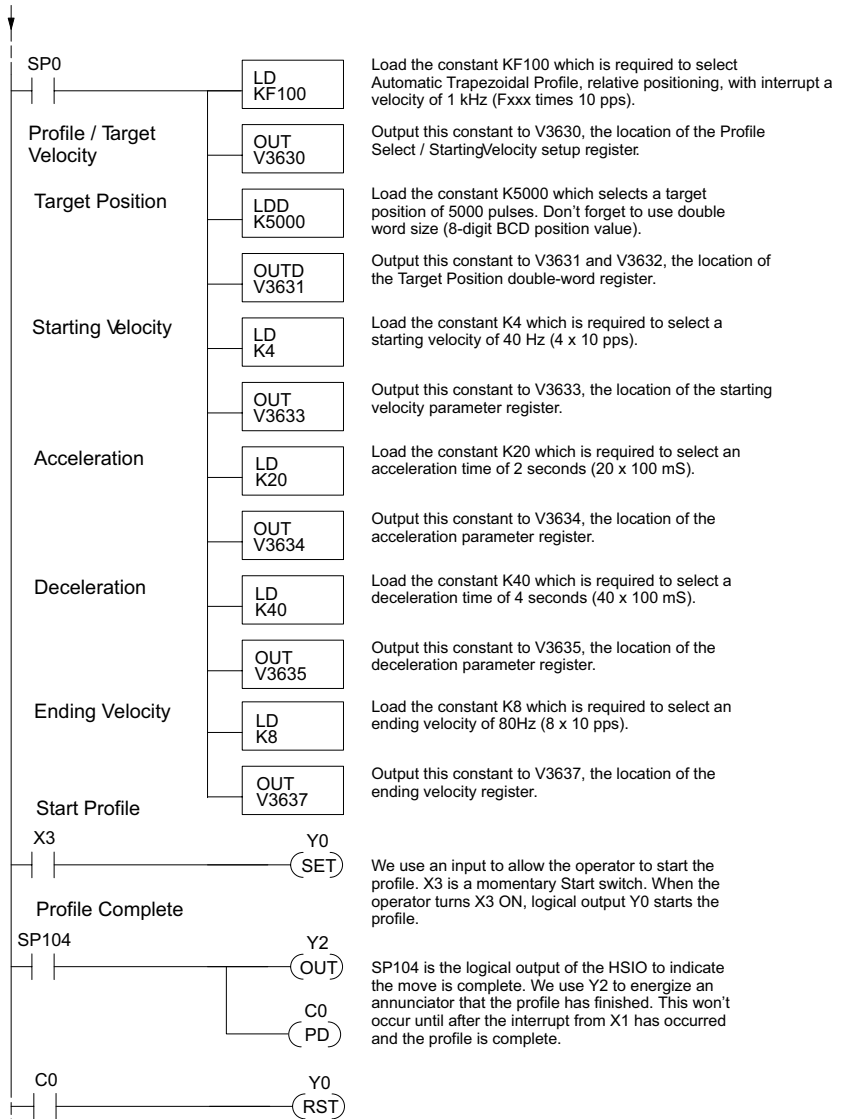 SP0
LD
KF100
Load the constant KF100 which is required to select
Automatic Trapezoidal Profile, relative positioning, with interrupt a
velocity of 1 kHz (Fxxx times 10 pps).
Profile / Target
Velocity
OUT
V3630
Output this constant to V3630, the location of the Profile
Select / StartingVelocity setup register.
Target Position
LDD
K5000
Load the constant K5000 which selects a target
position of 5000 pulses. Don't forget to use double
word size (8-digit BCD position value).
OUTD
V3631
Output this constant to V3631 and V3632, the location of
the Target Position double-word register.
Starting Velocity
LD
K4
Load the constant K4 which is required to select a
starting velocity of 40 Hz (4 x 10 pps).
OUT
V3633
Output this constant to V3633, the location of the starting
velocity parameter register.
Acceleration
LD
K20
Load the constant K20 which is required to select an
acceleration time of 2 seconds (20 x 100 mS).
OUT
V3634
Output this constant to V3634, the location of the
acceleration parameter register.
Deceleration
LD
K40
Load the constant K40 which is required to select a
deceleration time of 4 seconds (40 x 100 mS).
OUT
V3635
Output this constant to V3635, the location of the
deceleration parameter register.
Ending Velocity
LD
K8
Load the constant K8 which is required to select an
ending velocity of 80Hz (8 x 10 pps).
OUT
V3637
Output this constant to V3637, the location of the
ending velocity register.
Start Profile
X3
Y0
SET
We use an input to allow the operator to start the
profile. X3 is a momentary Start switch. When the
operator turns X3 ON, logical output Y0 starts the
profile.
Profile Complete
SP104
Y2
OUT
SP104 is the logical output of the HSIO to indicate
the move is complete. We use Y2 to energize an
annunciator that the profile has finished. This won't
occur until after the interrupt from X1 has occurred
and the profile is complete.
C0
PD
C0
Y0
RST